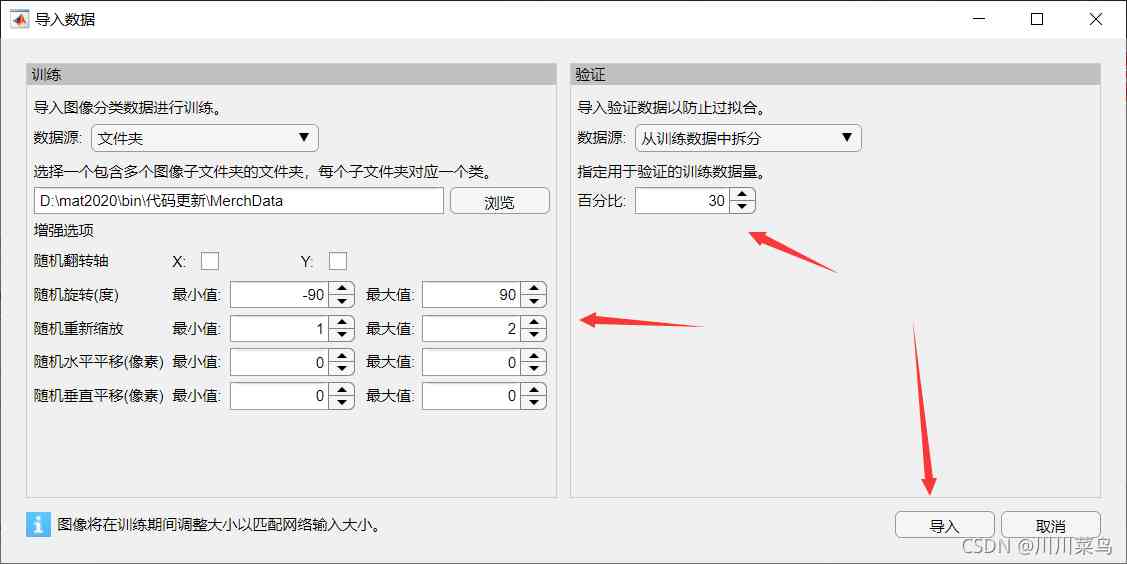 导入数据
训练
导入图像分类数据进行训练。
数据源: 文件夹
选择一个包含多个图像子文件夹的文件夹，每个子文件夹对应一个类。
D:\mat2020\bin\代码更新\MerchData 浏览
增强选项
随机翻转轴 X: Y:
随机旋转(度) 最小值: -90 最大值: 90
随机重新缩放 最小值: 1 最大值: 2
随机水平平移(像素) 最小值: 0 最大值: 0
随机垂直平移(像素) 最小值: 0 最大值: 0
验证
导入验证数据以防止过拟合。
数据源: 从训练数据中拆分
指定用于验证的训练数据量。
百分比: 30
图像将在训练期间调整大小以匹配网络输入大小。
导入 取消
CSDN @川川菜鸟